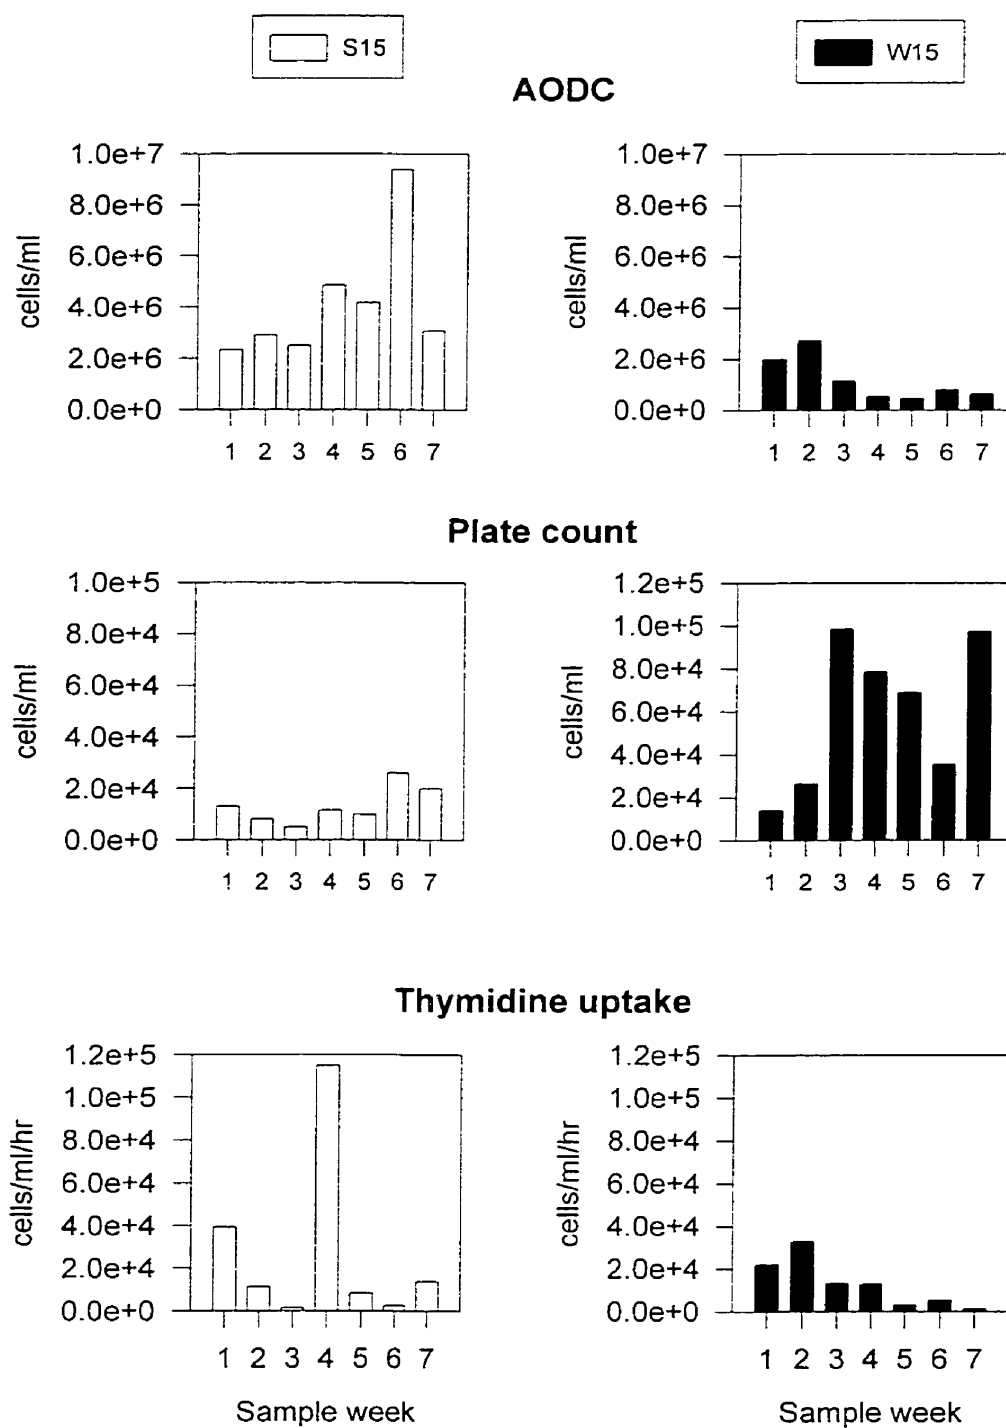 S15
W15
AODC
1.0e+7
8.0e+6
6.0e+6
4.0e+6
2.0e+6
0.0e+0
cells/ml
1 2 3 4 5 6 7
1.0e+7
8.0e+6
6.0e+6
4.0e+6
2.0e+6
0.0e+0
cells/ml
1 2 3 4 5 6 7
Plate count
1.0e+5
8.0e+4
6.0e+4
4.0e+4
2.0e+4
0.0e+0
cells/ml
1 2 3 4 5 6 7
1.2e+5
1.0e+5
8.0e+4
6.0e+4
4.0e+4
2.0e+4
0.0e+0
cells/ml
1 2 3 4 5 6 7
Thymidine uptake
1.2e+5
1.0e+5
8.0e+4
6.0e+4
4.0e+4
2.0e+4
0.0e+0
cells/ml/hr
1 2 3 4 5 6 7
Sample week
1.2e+5
1.0e+5
8.0e+4
6.0e+4
4.0e+4
2.0e+4
0.0e+0
cells/ml/hr
1 2 3 4 5 6 7
Sample week